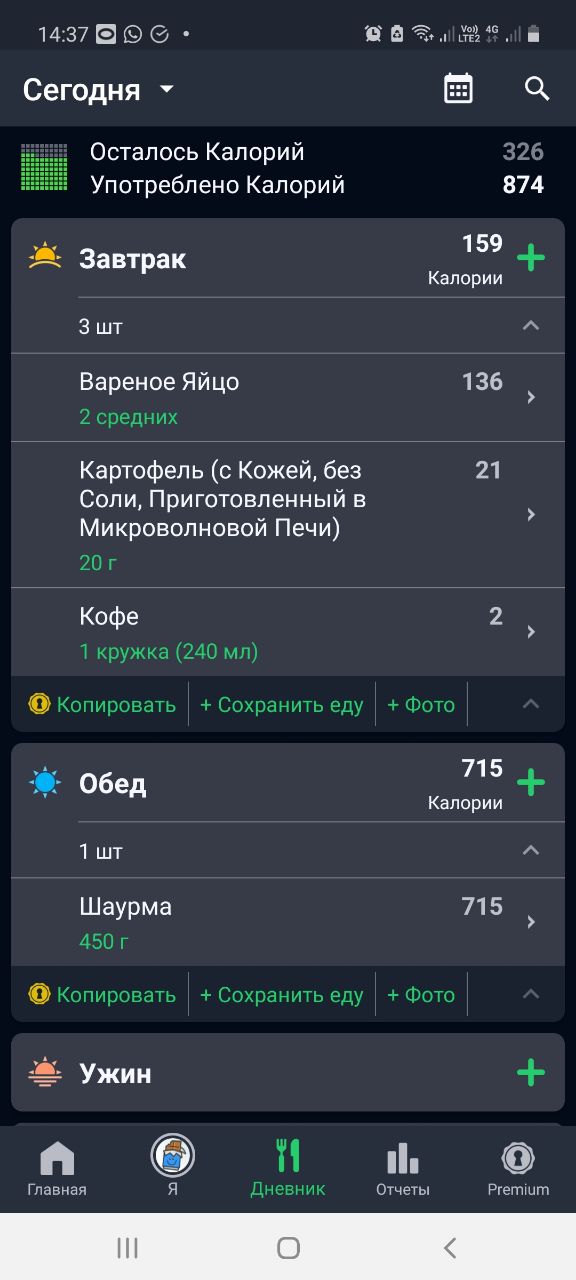 14:37
Vo)) 4G
LTE2
Сегодня
Осталось Калорий 326
Употреблено Калорий 874
Завтрак 159
Калории
3 шт
Вареное Яйцо 136
2 средних
Картофель (с Кожей, без 21
Соли, Приготовленный в
Микроволновой Печи)
20 г
Кофе 2
1 кружка (240 мл)
Копировать + Сохранить еду + Фото
Обед 715
Калории
1 шт
Шаурма 715
450 г
Копировать + Сохранить еду + Фото
Ужин
Главная Я Дневник Отчеты Premium